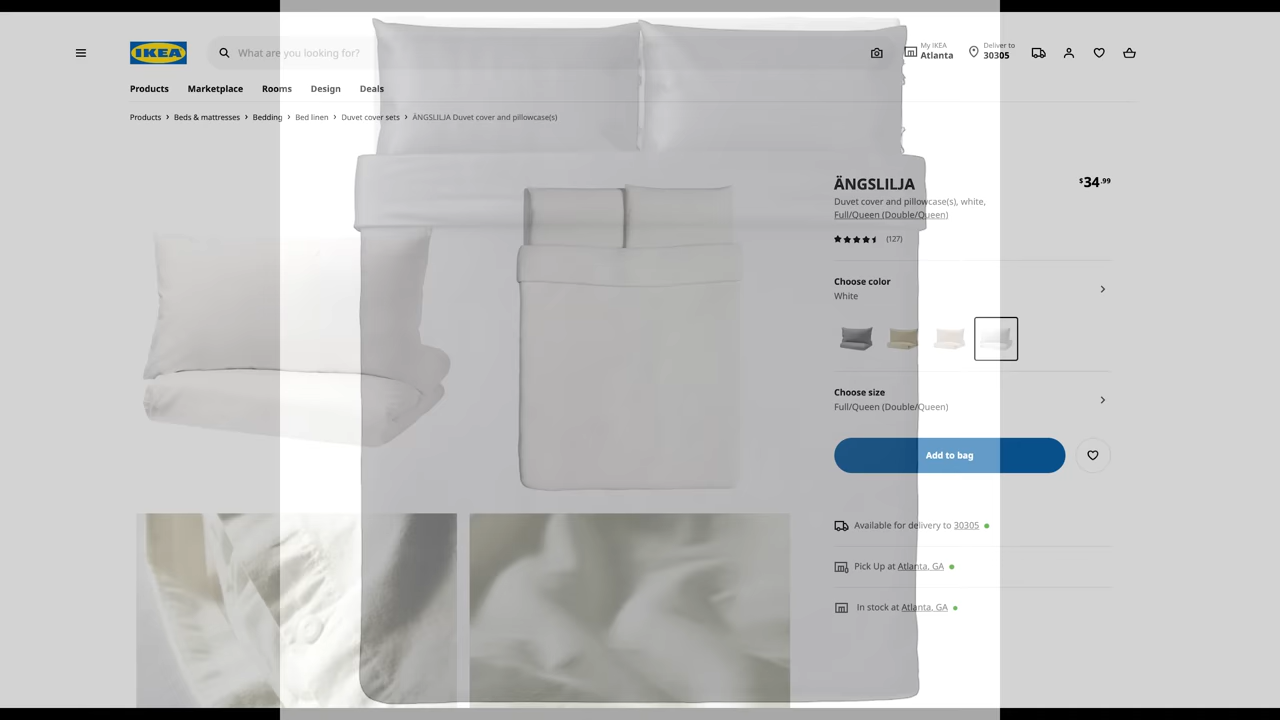 IKEA
What are you looking for?
My IKEA
Atlanta
Deliver to
30305
Products
Marketplace
Rooms
Design
Deals
Products › Beds & mattresses › Bedding › Bed linen › Duvet cover sets › ÄNGSLILJA Duvet cover and pillowcase(s)
ÄNGSLILJA
$34.99
Duvet cover and pillowcase(s), white,
Full/Queen (Double/Queen)
(127)
Choose color
White
Choose size
Full/Queen (Double/Queen)
Add to bag
Available for delivery to 30305
Pick Up at Atlanta, GA
In stock at Atlanta, GA